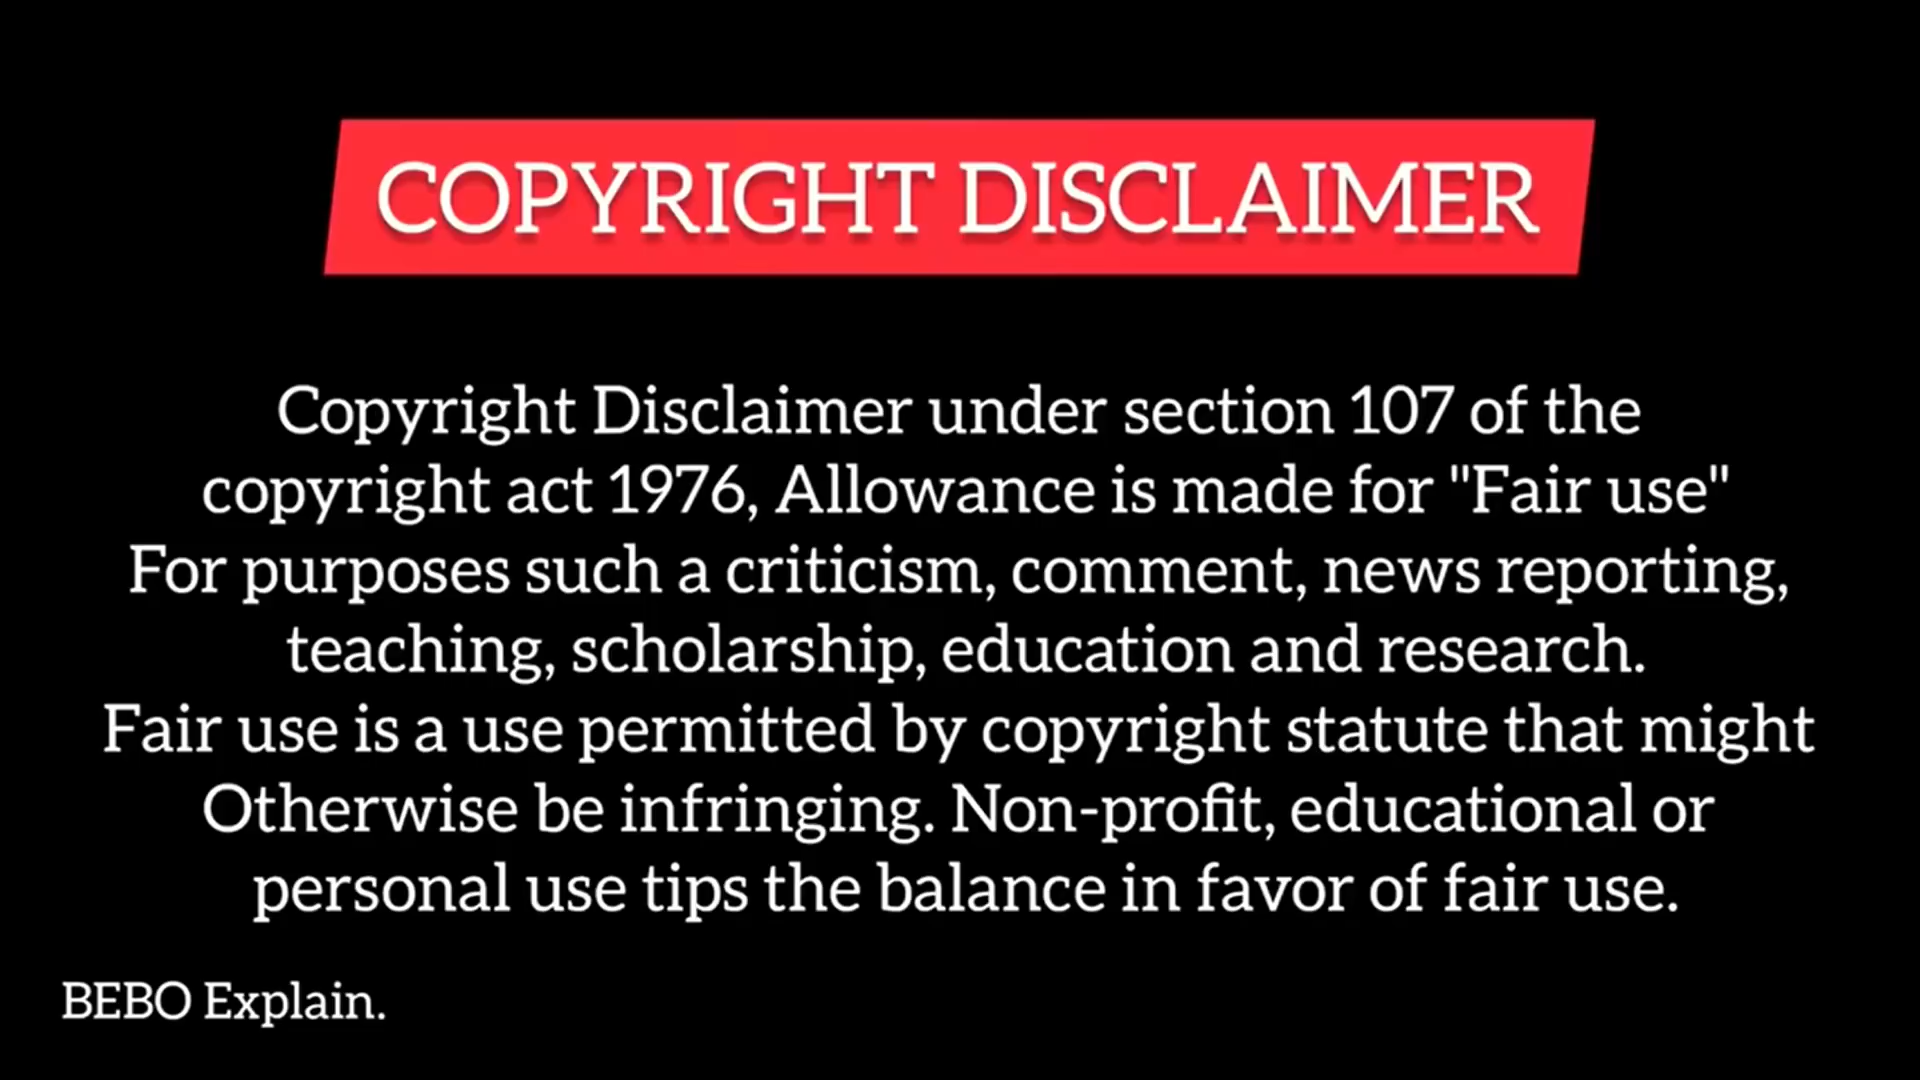 COPYRIGHT DISCLAIMER
Copyright Disclaimer under section 107 of the
copyright act 1976, Allowance is made for "Fair use"
For purposes such a criticism, comment, news reporting,
teaching, scholarship, education and research.
Fair use is a use permitted by copyright statute that might
Otherwise be infringing. Non-profit, educational or
personal use tips the balance in favor of fair use.
BEBO Explain.